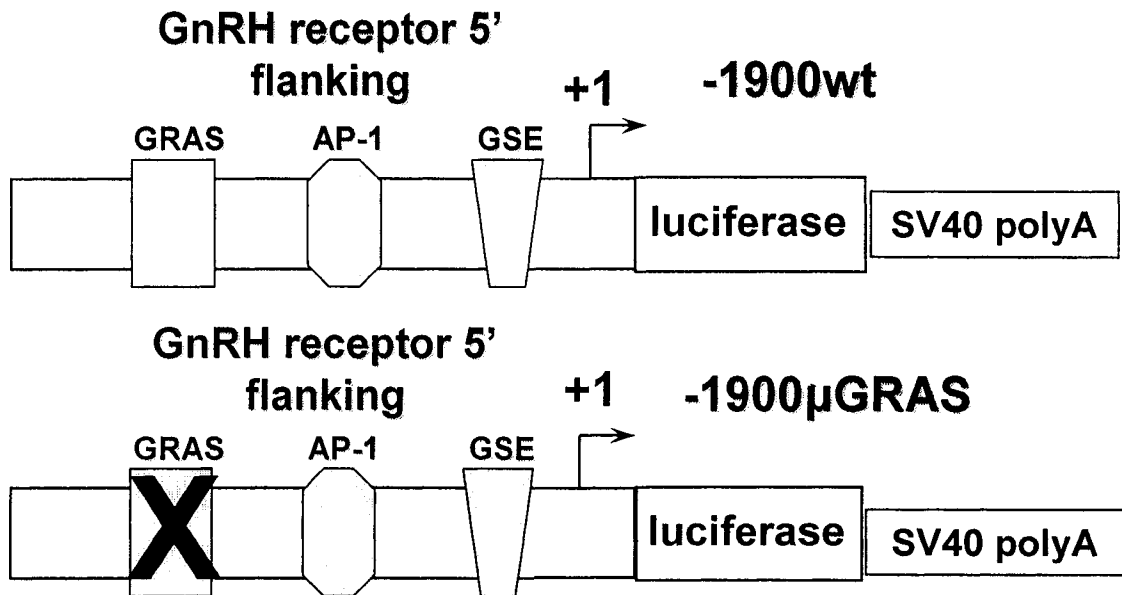 GnRH receptor 5’
flanking
+1
-1900wt
GRAS
AP-1
GSE
luciferase
SV40 polyA
GnRH receptor 5’
flanking
+1
-1900μGRAS
GRAS
AP-1
GSE
X
luciferase
SV40 polyA